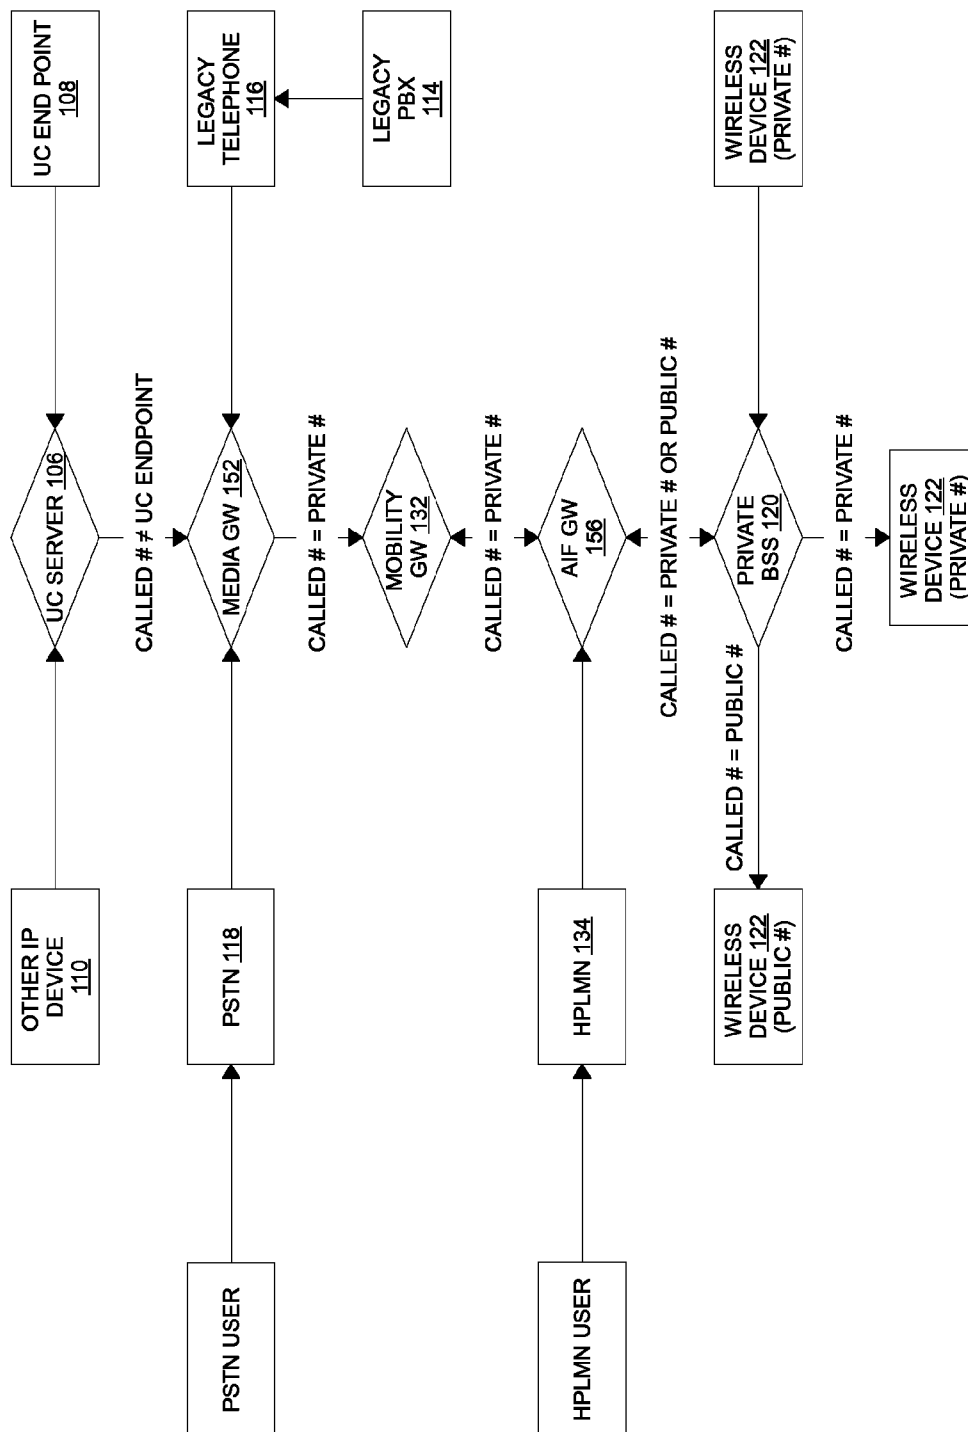 OTHER IP
DEVICE
110
UC SERVER 106
UC END POINT
108
CALLED # ≠ UC ENDPOINT
PSTN USER
PSTN 118
MEDIA GW 152
LEGACY
TELEPHONE
116
CALLED # = PRIVATE #
MOBILITY
GW 132
LEGACY
PBX
114
CALLED # = PRIVATE #
HPLMN USER
HPLMN 134
AIF GW
156
CALLED # = PRIVATE # OR PUBLIC #
CALLED # = PUBLIC #
WIRELESS
DEVICE 122
(PUBLIC #)
PRIVATE
BSS 120
WIRELESS
DEVICE 122
(PRIVATE #)
CALLED # = PRIVATE #
WIRELESS
DEVICE 122
(PRIVATE #)